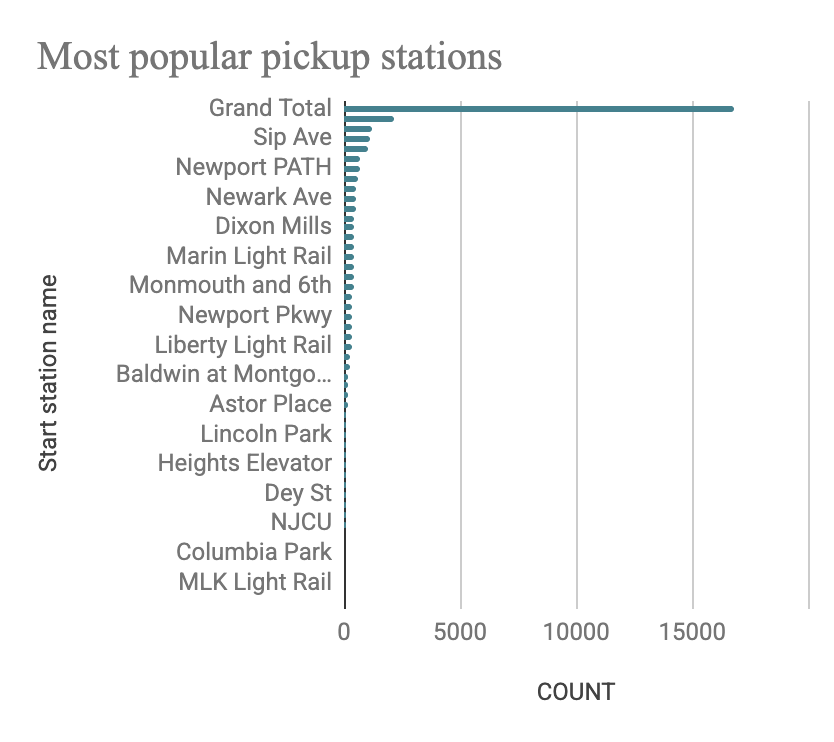 Most popular pickup stations
Grand Total
Sip Ave
Newport PATH
Newark Ave
Dixon Mills
Marin Light Rail
Monmouth and 6th
Newport Pkwy
Liberty Light Rail
Baldwin at Montgo...
Astor Place
Lincoln Park
Heights Elevator
Dey St
NJCU
Columbia Park
MLK Light Rail
Start station name
0 5000 10000 15000
COUNT